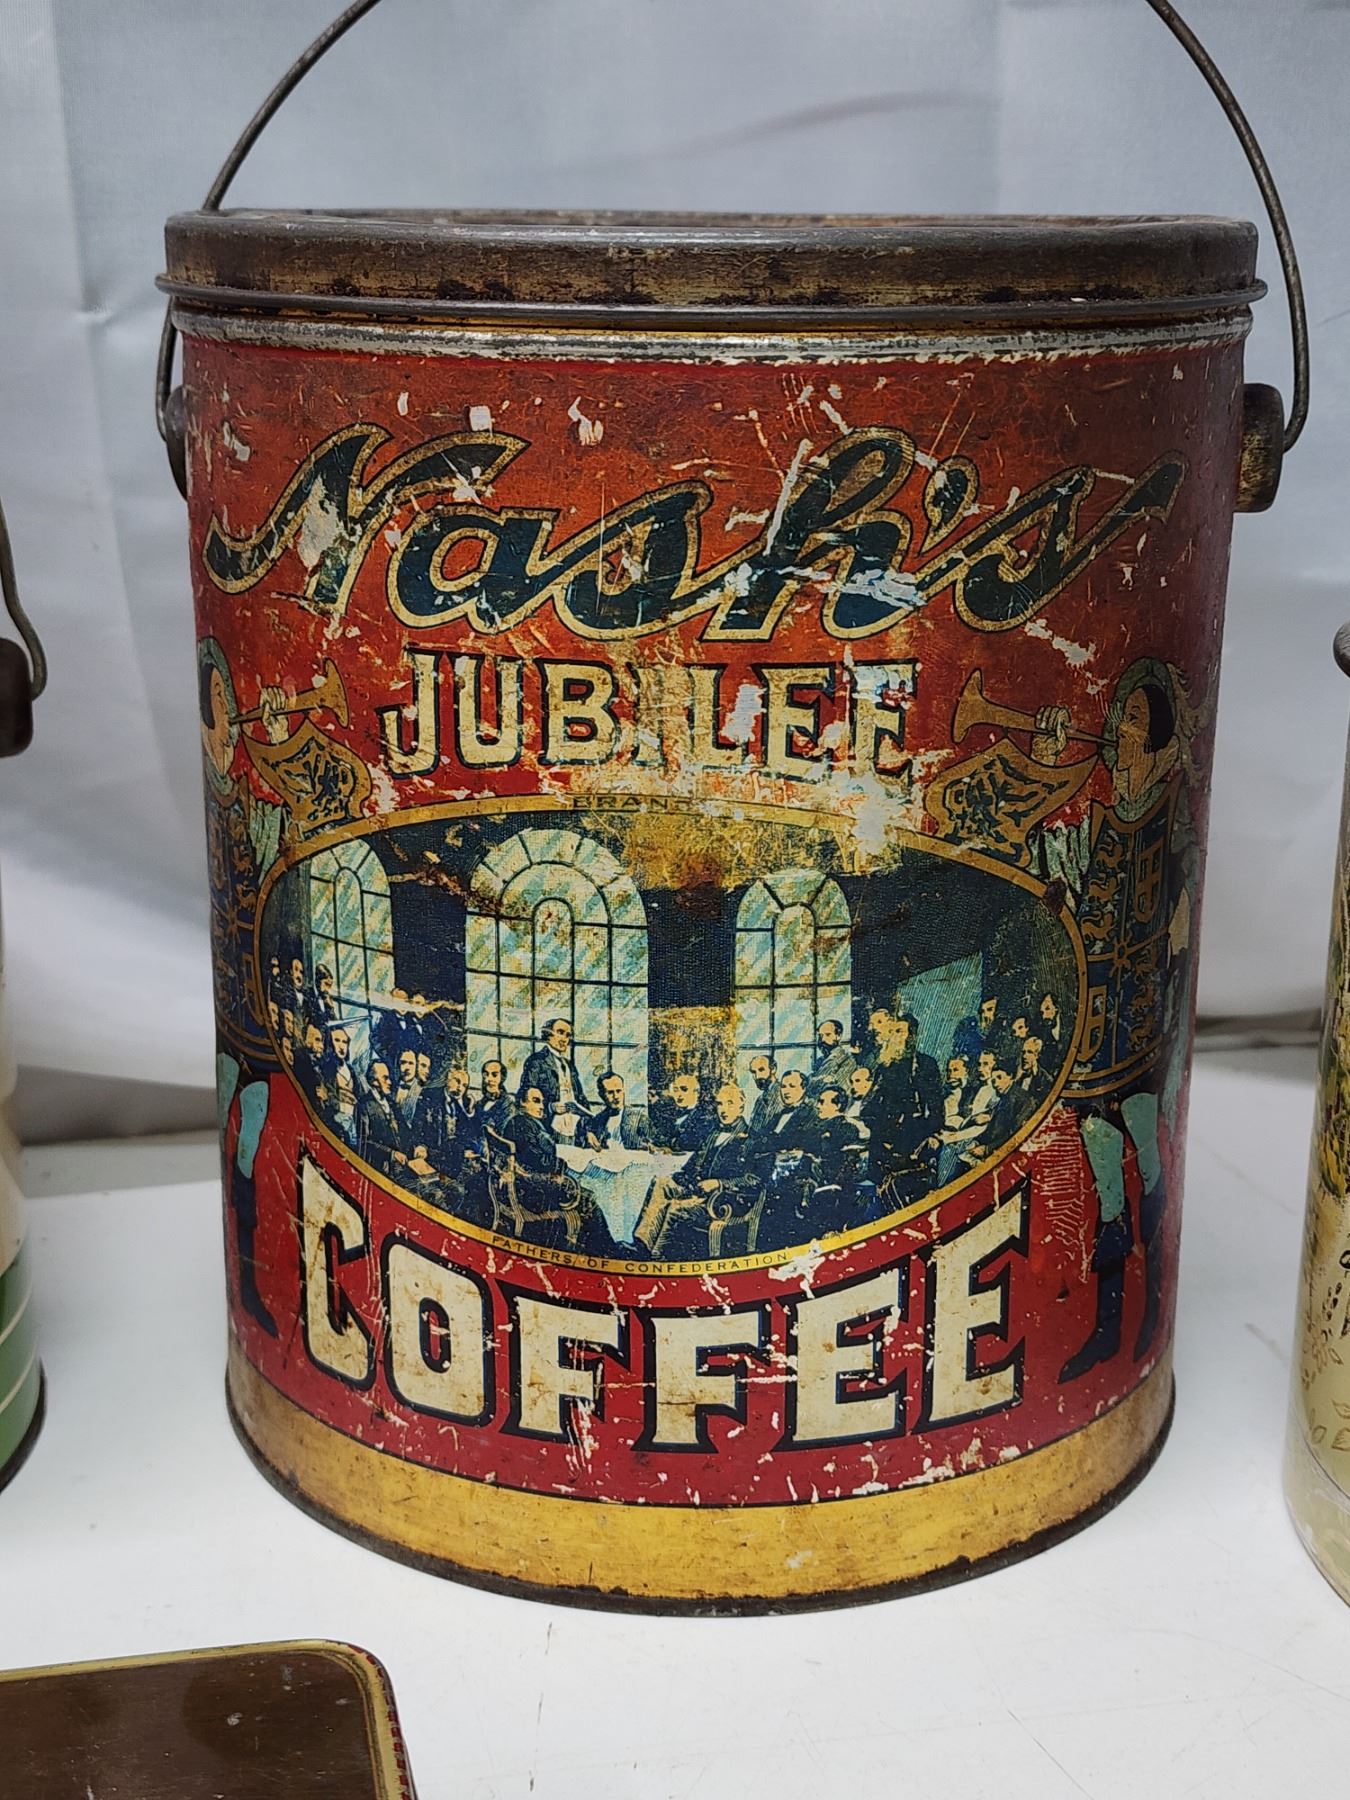 Nash's
JUBILEE
BRAND
FATHERS OF CONFEDERATION
COFFEE